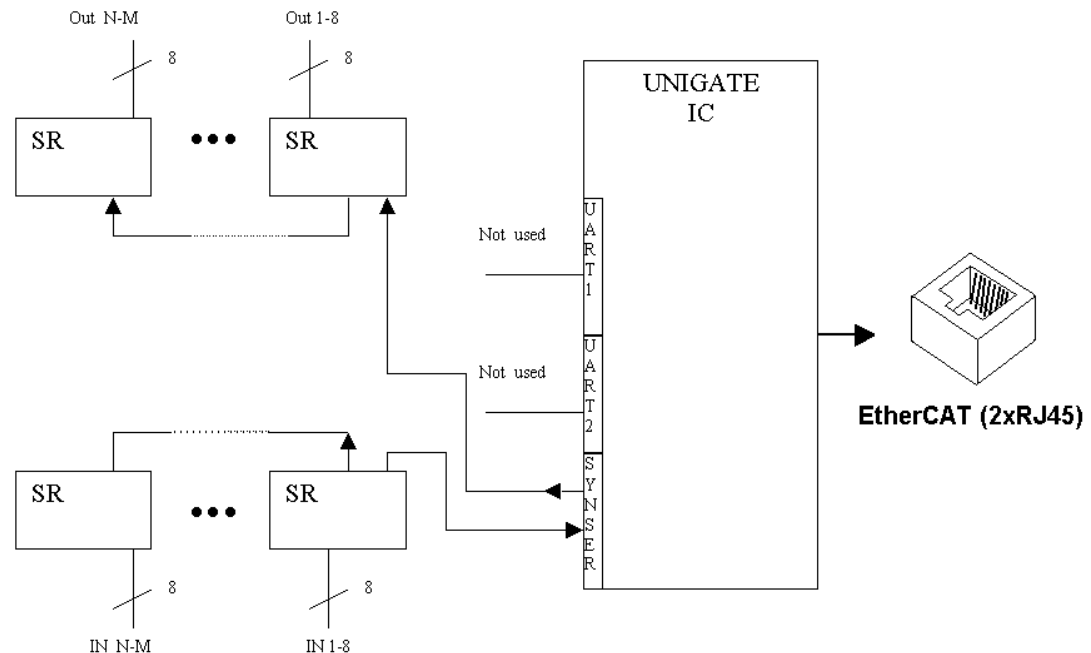 Out N-M
Out 1-8
8
8
SR
SR
UNIGATE
IC
Not used
UART1
Not used
UART2
SYNSER
EtherCAT (2xRJ45)
SR
SR
8
8
IN N-M
IN 1-8